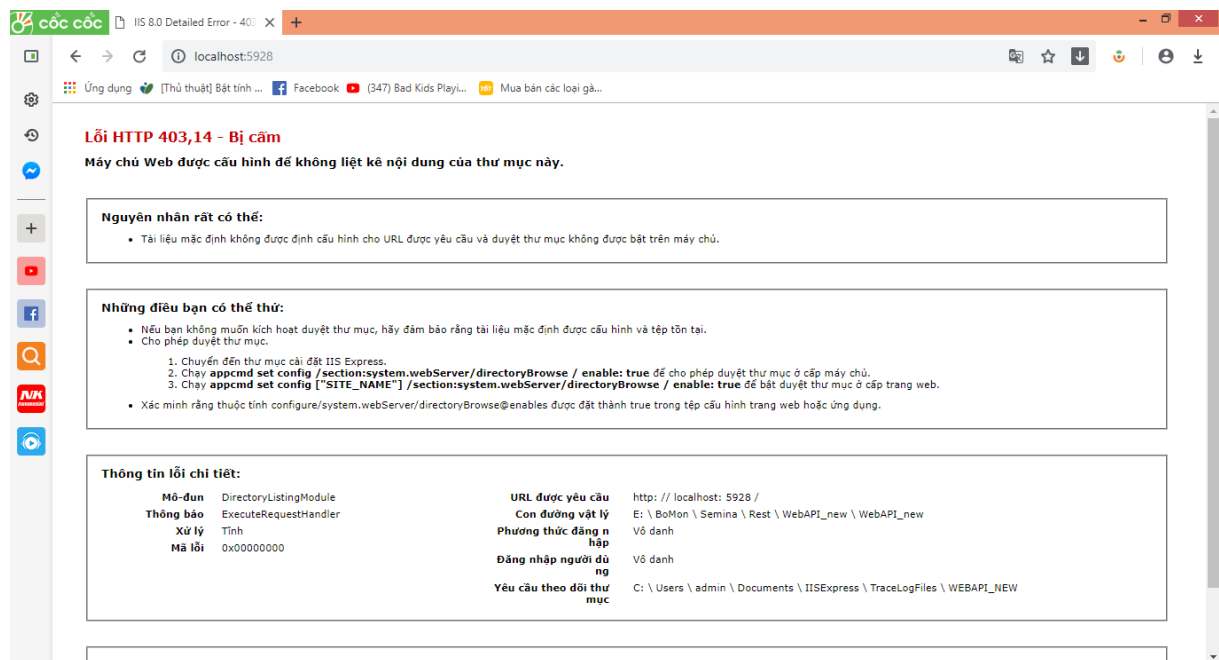 cốc cốc IIS 8.0 Detailed Error - 403
localhost:5928
Ứng dụng [Thủ thuật] Bật tính ... Facebook (347) Bad Kids Playi... Mua bán các loại gà...
Lỗi HTTP 403,14 - Bị cấm
Máy chủ Web được cấu hình để không liệt kê nội dung của thư mục này.
Nguyên nhân rất có thể:
• Tài liệu mặc định không được định cấu hình cho URL được yêu cầu và duyệt thư mục không được bật trên máy chủ.
Những điều bạn có thể thử:
• Nếu bạn không muốn kích hoạt duyệt thư mục, hãy đảm bảo rằng tài liệu mặc định được cấu hình và tệp tồn tại.
• Cho phép duyệt thư mục.
1. Chuyển đến thư mục cài đặt IIS Express.
2. Chạy appcmd set config /section:system.webServer/directoryBrowse / enable: true để cho phép duyệt thư mục ở cấp máy chủ.
3. Chạy appcmd set config ["SITE_NAME"] /section:system.webServer/directoryBrowse / enable: true để bật duyệt thư mục ở cấp trang web.
• Xác minh rằng thuộc tính configure/system.webServer/directoryBrowse@enables được đặt thành true trong tệp cấu hình trang web hoặc ứng dụng.
NK
Thông tin lỗi chi tiết:
Mô-đun DirectoryListingModule
Thông báo ExecuteRequestHandler
Xử lý Tĩnh
Mã lỗi 0x00000000
URL được yêu cầu http: // localhost: 5928 /
Con đường vật lý E: \ BoMon \ Semina \ Rest \ WebAPI_new \ WebAPI_new
Phương thức đăng n Vô danh
hập
Đăng nhập người dù Vô danh
ng
Yêu cầu theo dõi thư C: \ Users \ admin \ Documents \ IISExpress \ TraceLogFiles \ WEBAPI_NEW
mục